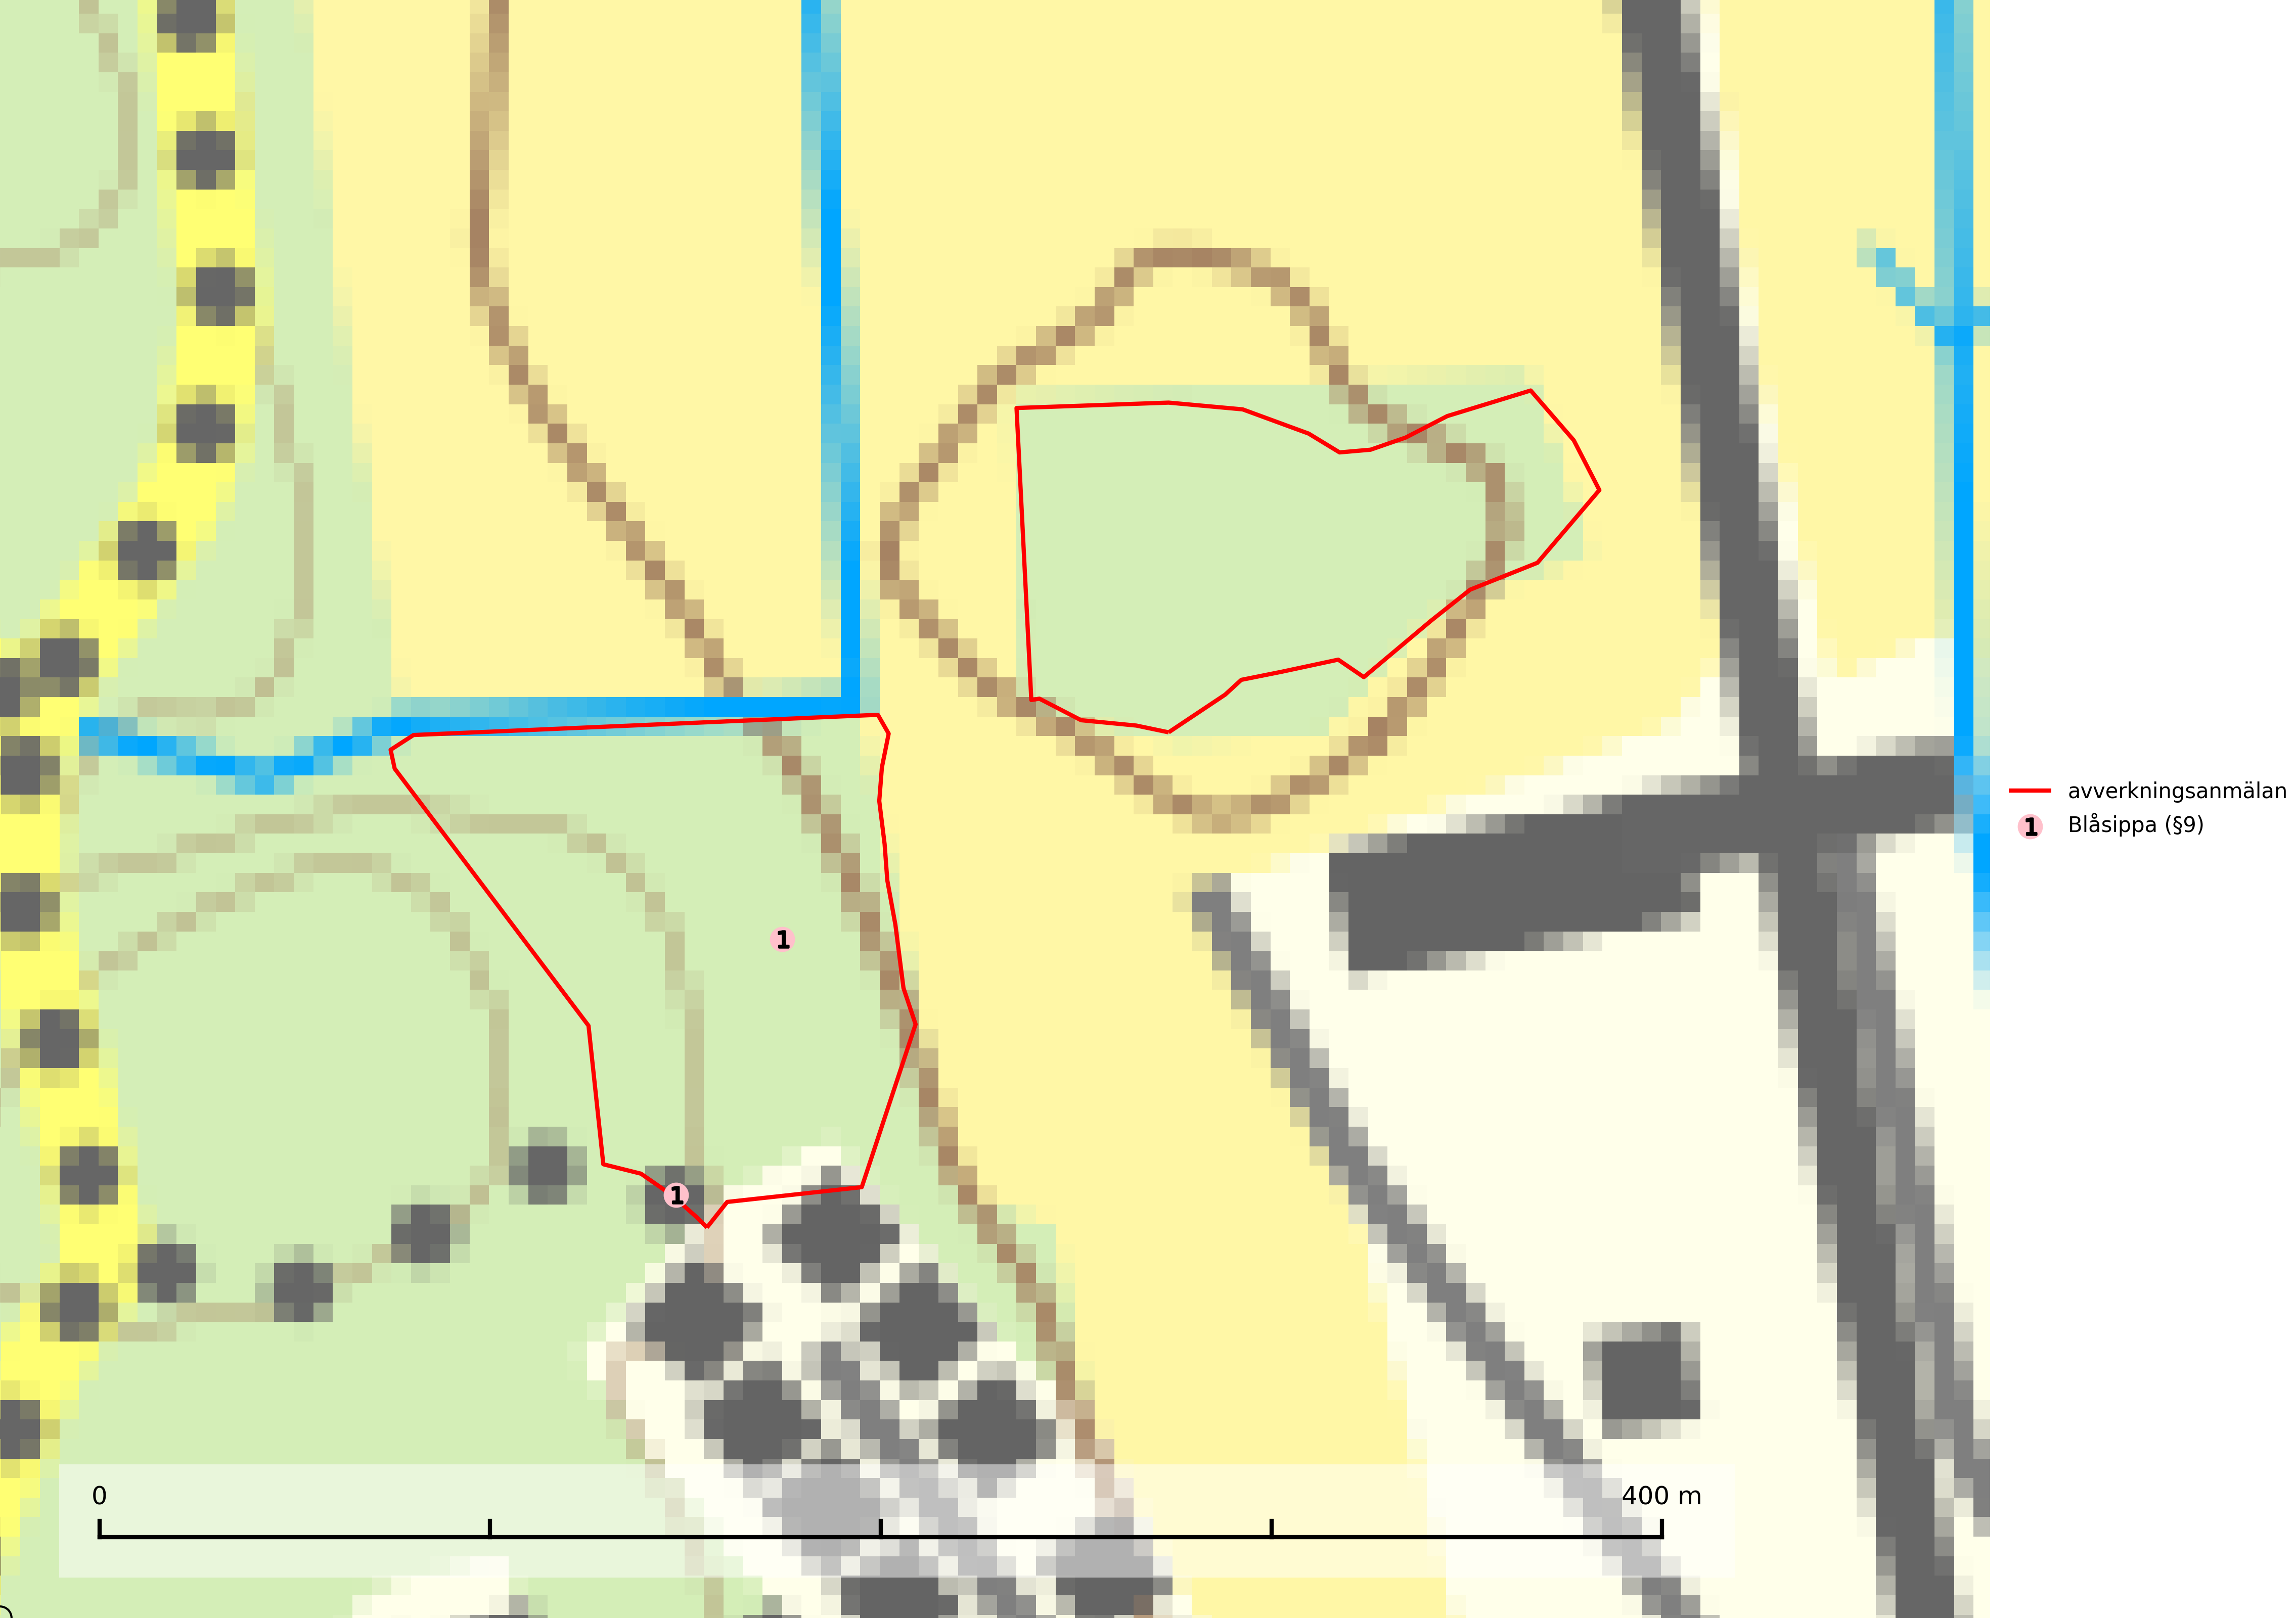 avverkningsanmälan
1 Blåsippa (§9)
1
1
0 400 m